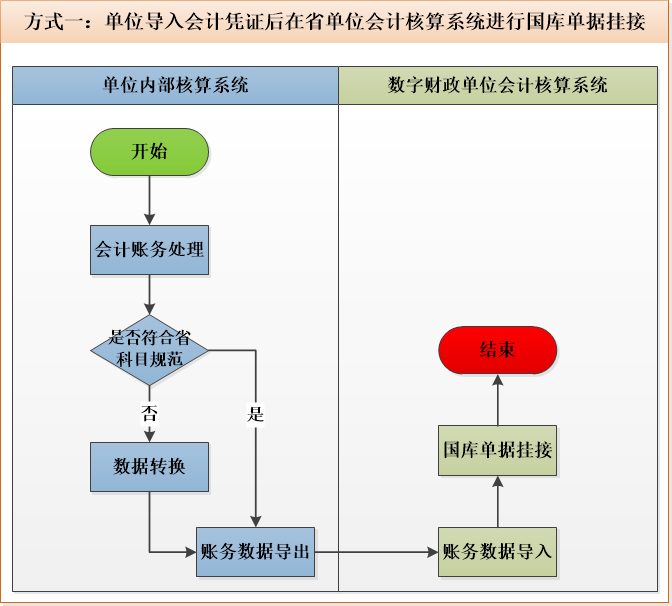 方式一：单位导入会计凭证后在省单位会计核算系统进行国库单据挂接
单位内部核算系统
数字财政单位会计核算系统
开始
会计账务处理
是否符合省
科目规范
否
是
数据转换
账务数据导出
账务数据导入
国库单据挂接
结束